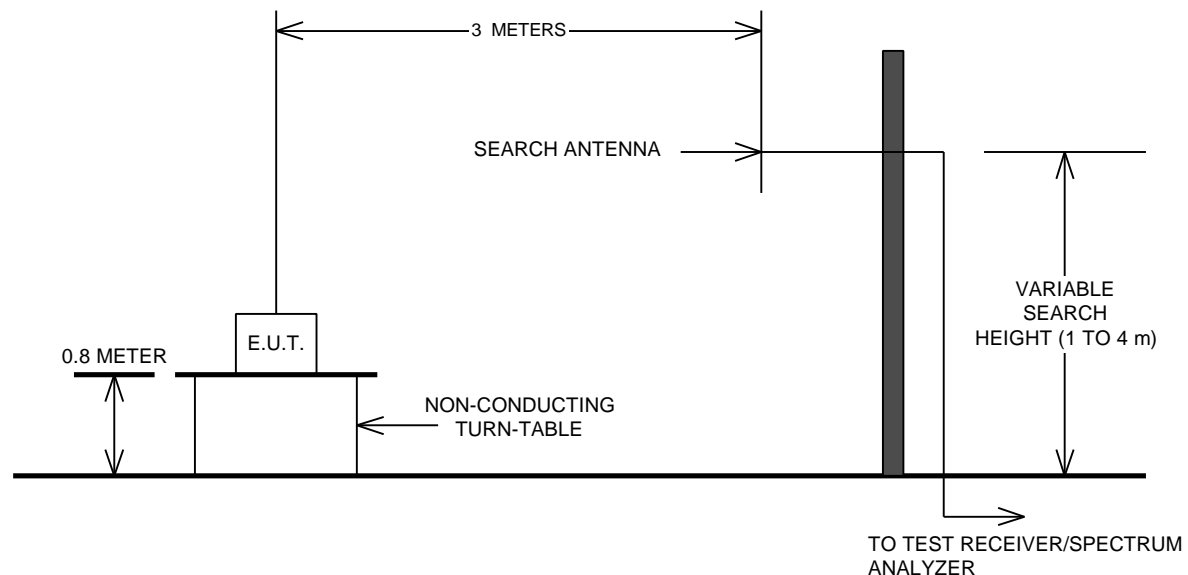 3 METERS
SEARCH ANTENNA
VARIABLE
SEARCH
HEIGHT (1 TO 4 m)
E.U.T.
0.8 METER
NON-CONDUCTING
TURN-TABLE
TO TEST RECEIVER/SPECTRUM
ANALYZER